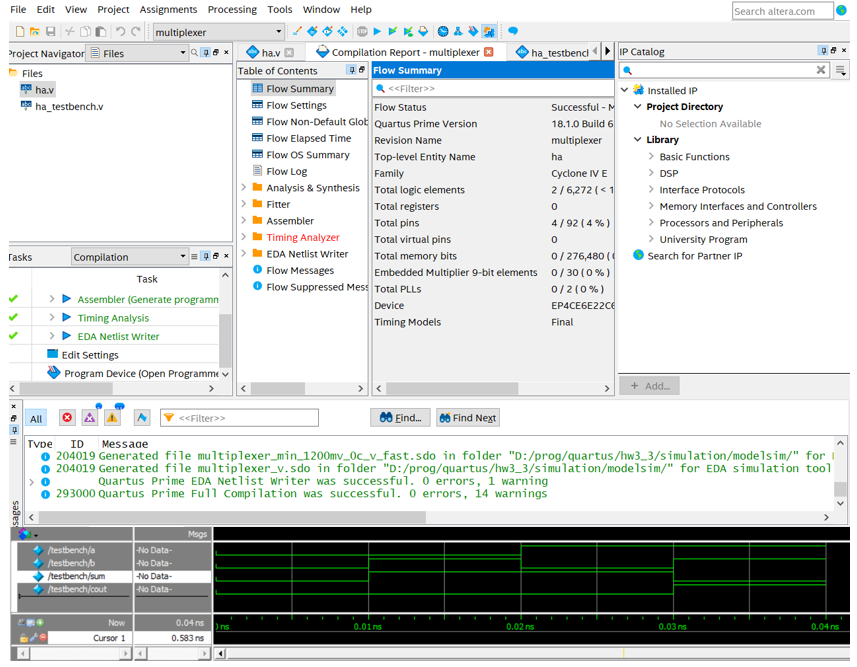 File Edit View Project Assignments Processing Tools Window Help
Search altera.com
multiplexer
Project Navigator Files
Files
ha.v
ha_testbench.v
ha.v
Compilation Report - multiplexer
ha_testbencl
Table of Contents
Flow Summary
Flow Settings
Flow Non-Default Glob
Flow Elapsed Time
Flow OS Summary
Flow Log
Analysis & Synthesis
Fitter
Assembler
Timing Analyzer
EDA Netlist Writer
Flow Messages
Flow Suppressed Mess
Flow Summary
<<Filter>>
Flow Status Successful - M
Quartus Prime Version 18.1.0 Build 6
Revision Name multiplexer
Top-level Entity Name ha
Family Cyclone IV E
Total logic elements 2 / 6,272 ( < 1
Total registers 0
Total pins 4 / 92 ( 4 % )
Total virtual pins 0
Total memory bits 0 / 276,480 ( 
Embedded Multiplier 9-bit elements 0 / 30 ( 0 % )
Total PLLs 0 / 2 ( 0 % )
Device EP4CE6E22C6
Timing Models Final
IP Catalog
Installed IP
Project Directory
No Selection Available
Library
Basic Functions
DSP
Interface Protocols
Memory Interfaces and Controllers
Processors and Peripherals
University Program
Search for Partner IP
+ Add...
Tasks Compilation
Task
Assembler (Generate programm
Timing Analysis
EDA Netlist Writer
Edit Settings
Program Device (Open Programme
All
<<Filter>>
Find...
Find Next
Type ID Message
204019 Generated file multiplexer_min_1200mv_0c_v_fast.sdo in folder "D:/prog/quartus/hw3_3/simulation/modelsim/" for E
204019 Generated file multiplexer_v.sdo in folder "D:/prog/quartus/hw3_3/simulation/modelsim/" for EDA simulation tool
Quartus Prime EDA Netlist Writer was successful. 0 errors, 1 warning
293000 Quartus Prime Full Compilation was successful. 0 errors, 14 warnings
ssages
Msgs
/testbench/a -No Data-
/testbench/b -No Data-
/testbench/sum -No Data-
/testbench/cout -No Data-
Now 0.04 ns
Cursor 1 0.583 ns
0 ns 0.01 ns 0.02 ns 0.03 ns 0.04 ns